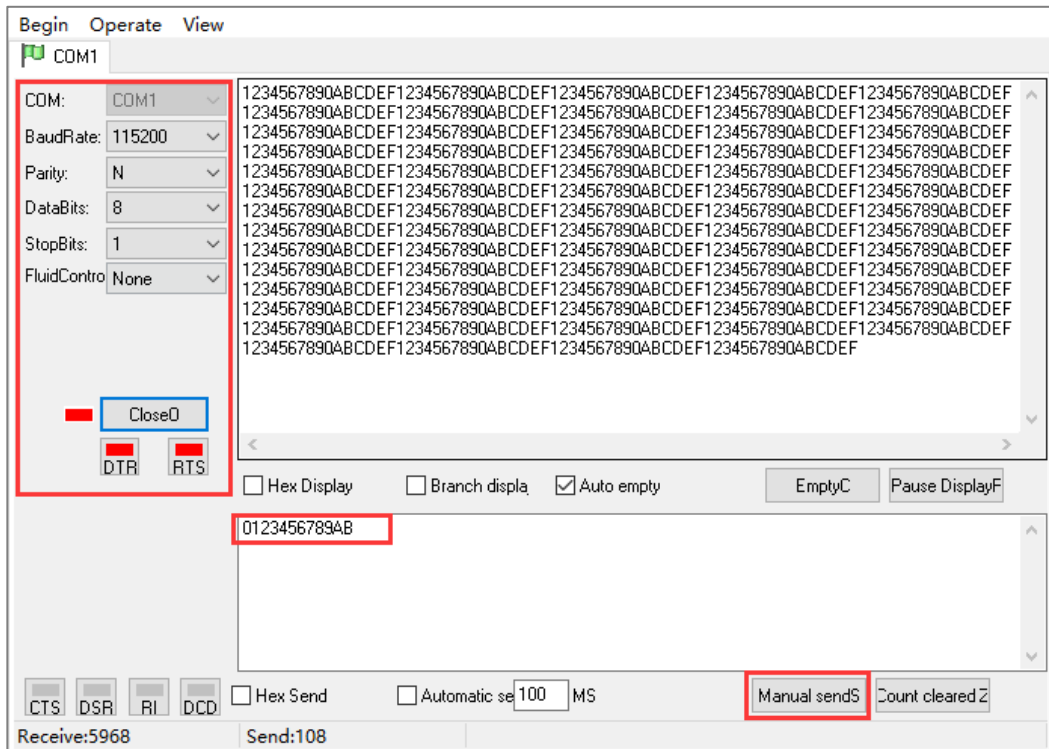 Begin Operate View
COM1
COM: COM1
BaudRate: 115200
Parity: N
DataBits: 8
StopBits: 1
FluidContro None
CloseO
DTR RTS
1234567890ABCDEF1234567890ABCDEF1234567890ABCDEF1234567890ABCDEF1234567890ABCDEF
1234567890ABCDEF1234567890ABCDEF1234567890ABCDEF1234567890ABCDEF1234567890ABCDEF
1234567890ABCDEF1234567890ABCDEF1234567890ABCDEF1234567890ABCDEF1234567890ABCDEF
1234567890ABCDEF1234567890ABCDEF1234567890ABCDEF1234567890ABCDEF1234567890ABCDEF
1234567890ABCDEF1234567890ABCDEF1234567890ABCDEF1234567890ABCDEF1234567890ABCDEF
1234567890ABCDEF1234567890ABCDEF1234567890ABCDEF1234567890ABCDEF1234567890ABCDEF
1234567890ABCDEF1234567890ABCDEF1234567890ABCDEF1234567890ABCDEF1234567890ABCDEF
1234567890ABCDEF1234567890ABCDEF1234567890ABCDEF1234567890ABCDEF1234567890ABCDEF
1234567890ABCDEF1234567890ABCDEF1234567890ABCDEF1234567890ABCDEF1234567890ABCDEF
1234567890ABCDEF1234567890ABCDEF1234567890ABCDEF1234567890ABCDEF1234567890ABCDEF
1234567890ABCDEF1234567890ABCDEF1234567890ABCDEF1234567890ABCDEF1234567890ABCDEF
1234567890ABCDEF1234567890ABCDEF1234567890ABCDEF1234567890ABCDEF1234567890ABCDEF
1234567890ABCDEF1234567890ABCDEF1234567890ABCDEF1234567890ABCDEF1234567890ABCDEF
1234567890ABCDEF1234567890ABCDEF1234567890ABCDEF1234567890ABCDEF
Hex Display Branch displa Auto empty EmptyC Pause DisplayF
0123456789AB
CTS DSR RI DCD Hex Send Automatic se 100 MS Manual sendS Count cleared Z
Receive:5968 Send:108